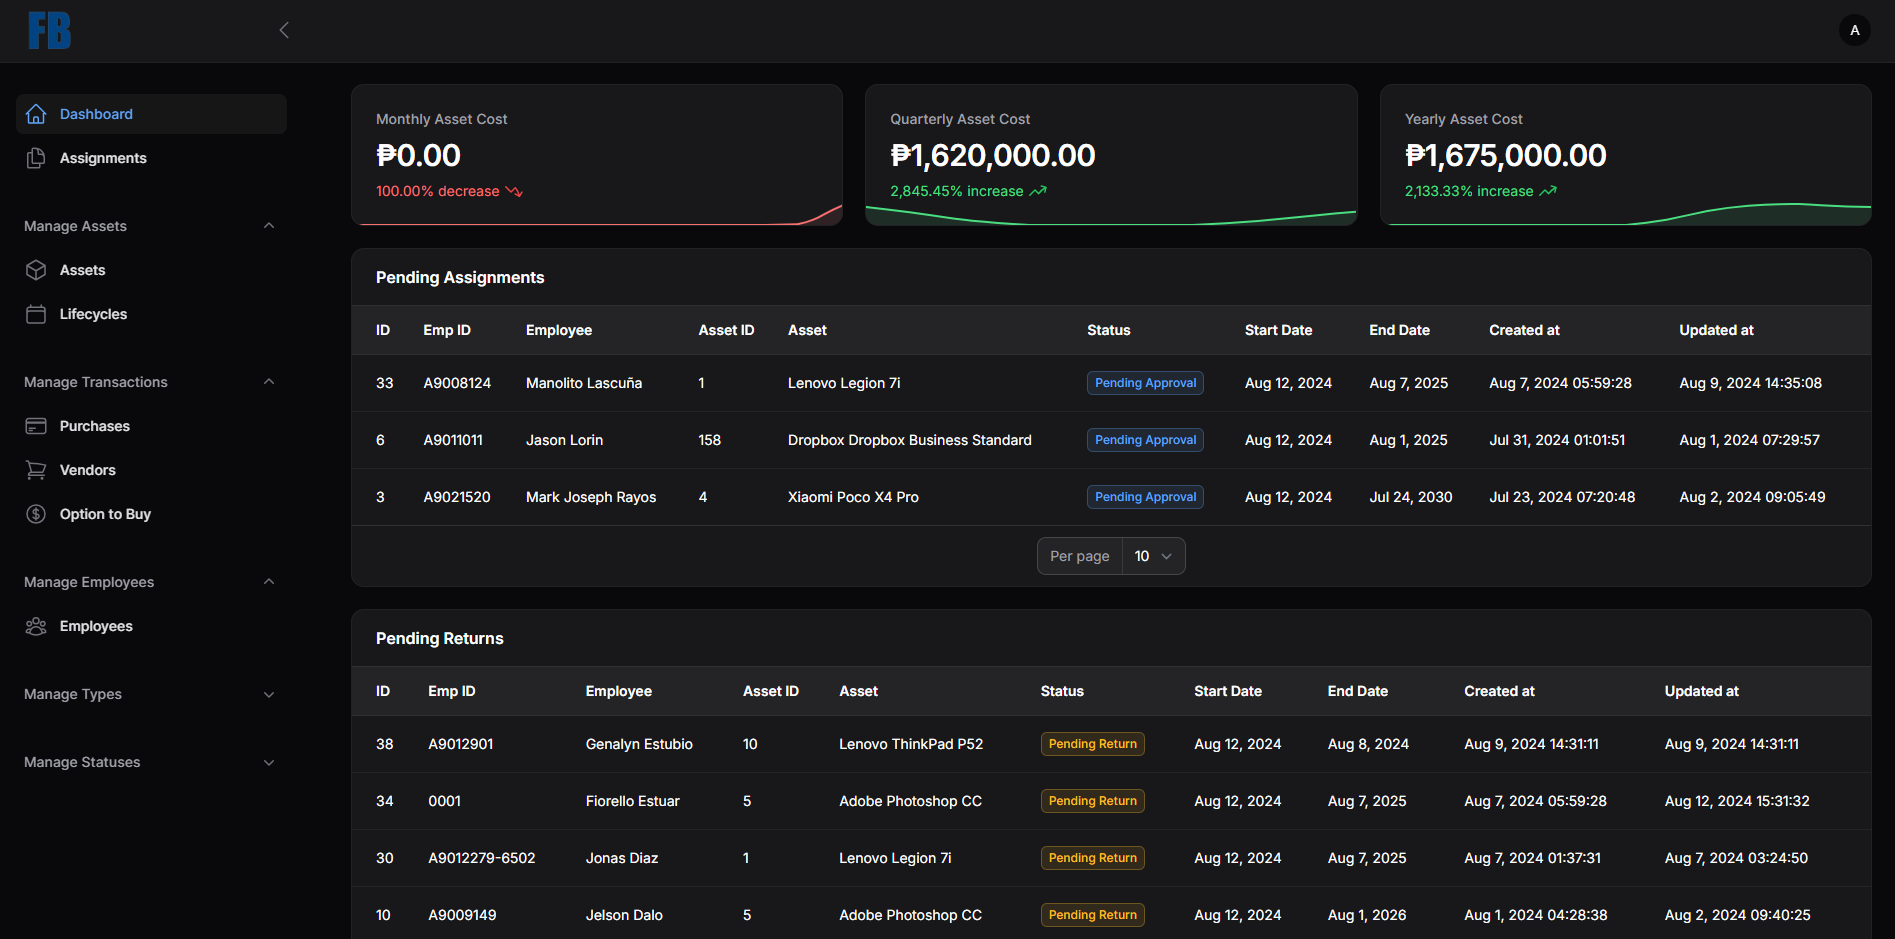 FB
A
Dashboard
Assignments
Manage Assets
Assets
Lifecycles
Manage Transactions
Purchases
Vendors
Option to Buy
Manage Employees
Employees
Manage Types
Manage Statuses
Monthly Asset Cost
₱0.00
100.00% decrease
Quarterly Asset Cost
₱1,620,000.00
2,845.45% increase
Yearly Asset Cost
₱1,675,000.00
2,133.33% increase
Pending Assignments
ID Emp ID Employee Asset ID Asset Status Start Date End Date Created at Updated at
33 A9008124 Manolito Lascuña 1 Lenovo Legion 7i Pending Approval Aug 12, 2024 Aug 7, 2025 Aug 7, 2024 05:59:28 Aug 9, 2024 14:35:08
6 A9011011 Jason Lorin 158 Dropbox Dropbox Business Standard Pending Approval Aug 12, 2024 Aug 1, 2025 Jul 31, 2024 01:01:51 Aug 1, 2024 07:29:57
3 A9021520 Mark Joseph Rayos 4 Xiaomi Poco X4 Pro Pending Approval Aug 12, 2024 Jul 24, 2030 Jul 23, 2024 07:20:48 Aug 2, 2024 09:05:49
Per page 10
Pending Returns
ID Emp ID Employee Asset ID Asset Status Start Date End Date Created at Updated at
38 A9012901 Genalyn Estubio 10 Lenovo ThinkPad P52 Pending Return Aug 12, 2024 Aug 8, 2024 Aug 9, 2024 14:31:11 Aug 9, 2024 14:31:11
34 0001 Fiorello Estuar 5 Adobe Photoshop CC Pending Return Aug 12, 2024 Aug 7, 2025 Aug 7, 2024 05:59:28 Aug 12, 2024 15:31:32
30 A9012279-6502 Jonas Diaz 1 Lenovo Legion 7i Pending Return Aug 12, 2024 Aug 7, 2025 Aug 7, 2024 01:37:31 Aug 7, 2024 03:24:50
10 A9009149 Jelson Dalo 5 Adobe Photoshop CC Pending Return Aug 12, 2024 Aug 1, 2026 Aug 1, 2024 04:28:38 Aug 2, 2024 09:40:25